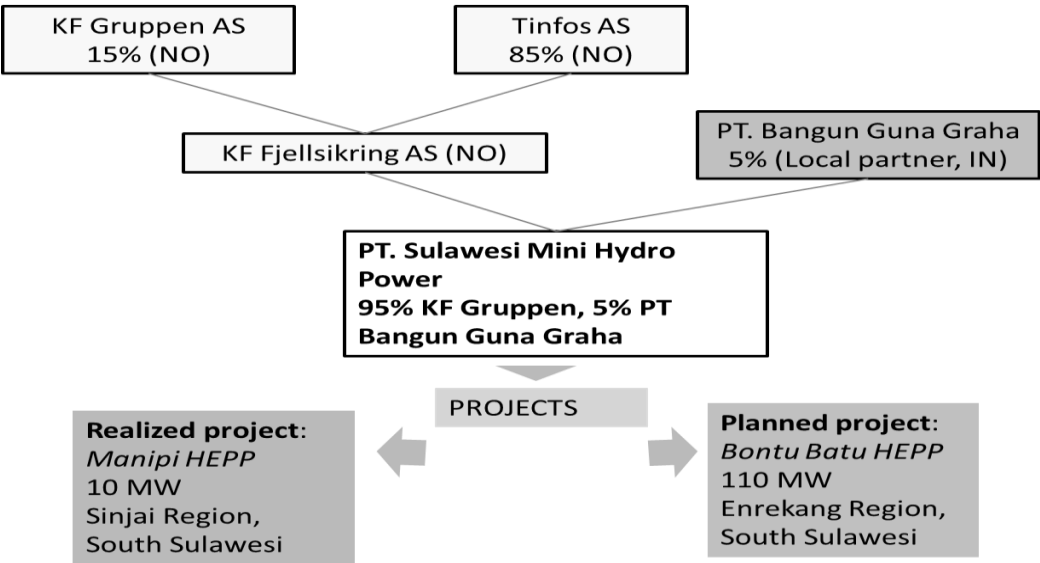 KF Gruppen AS
15% (NO)
Tinfos AS
85% (NO)
KF Fjellsikring AS (NO)
PT. Bangun Guna Graha
5% (Local partner, IN)
PT. Sulawesi Mini Hydro
Power
95% KF Gruppen, 5% PT
Bangun Guna Graha
PROJECTS
Realized project:
Manipi HEPP
10 MW
Sinjai Region,
South Sulawesi
Planned project:
Bontu Batu HEPP
110 MW
Enrekang Region,
South Sulawesi